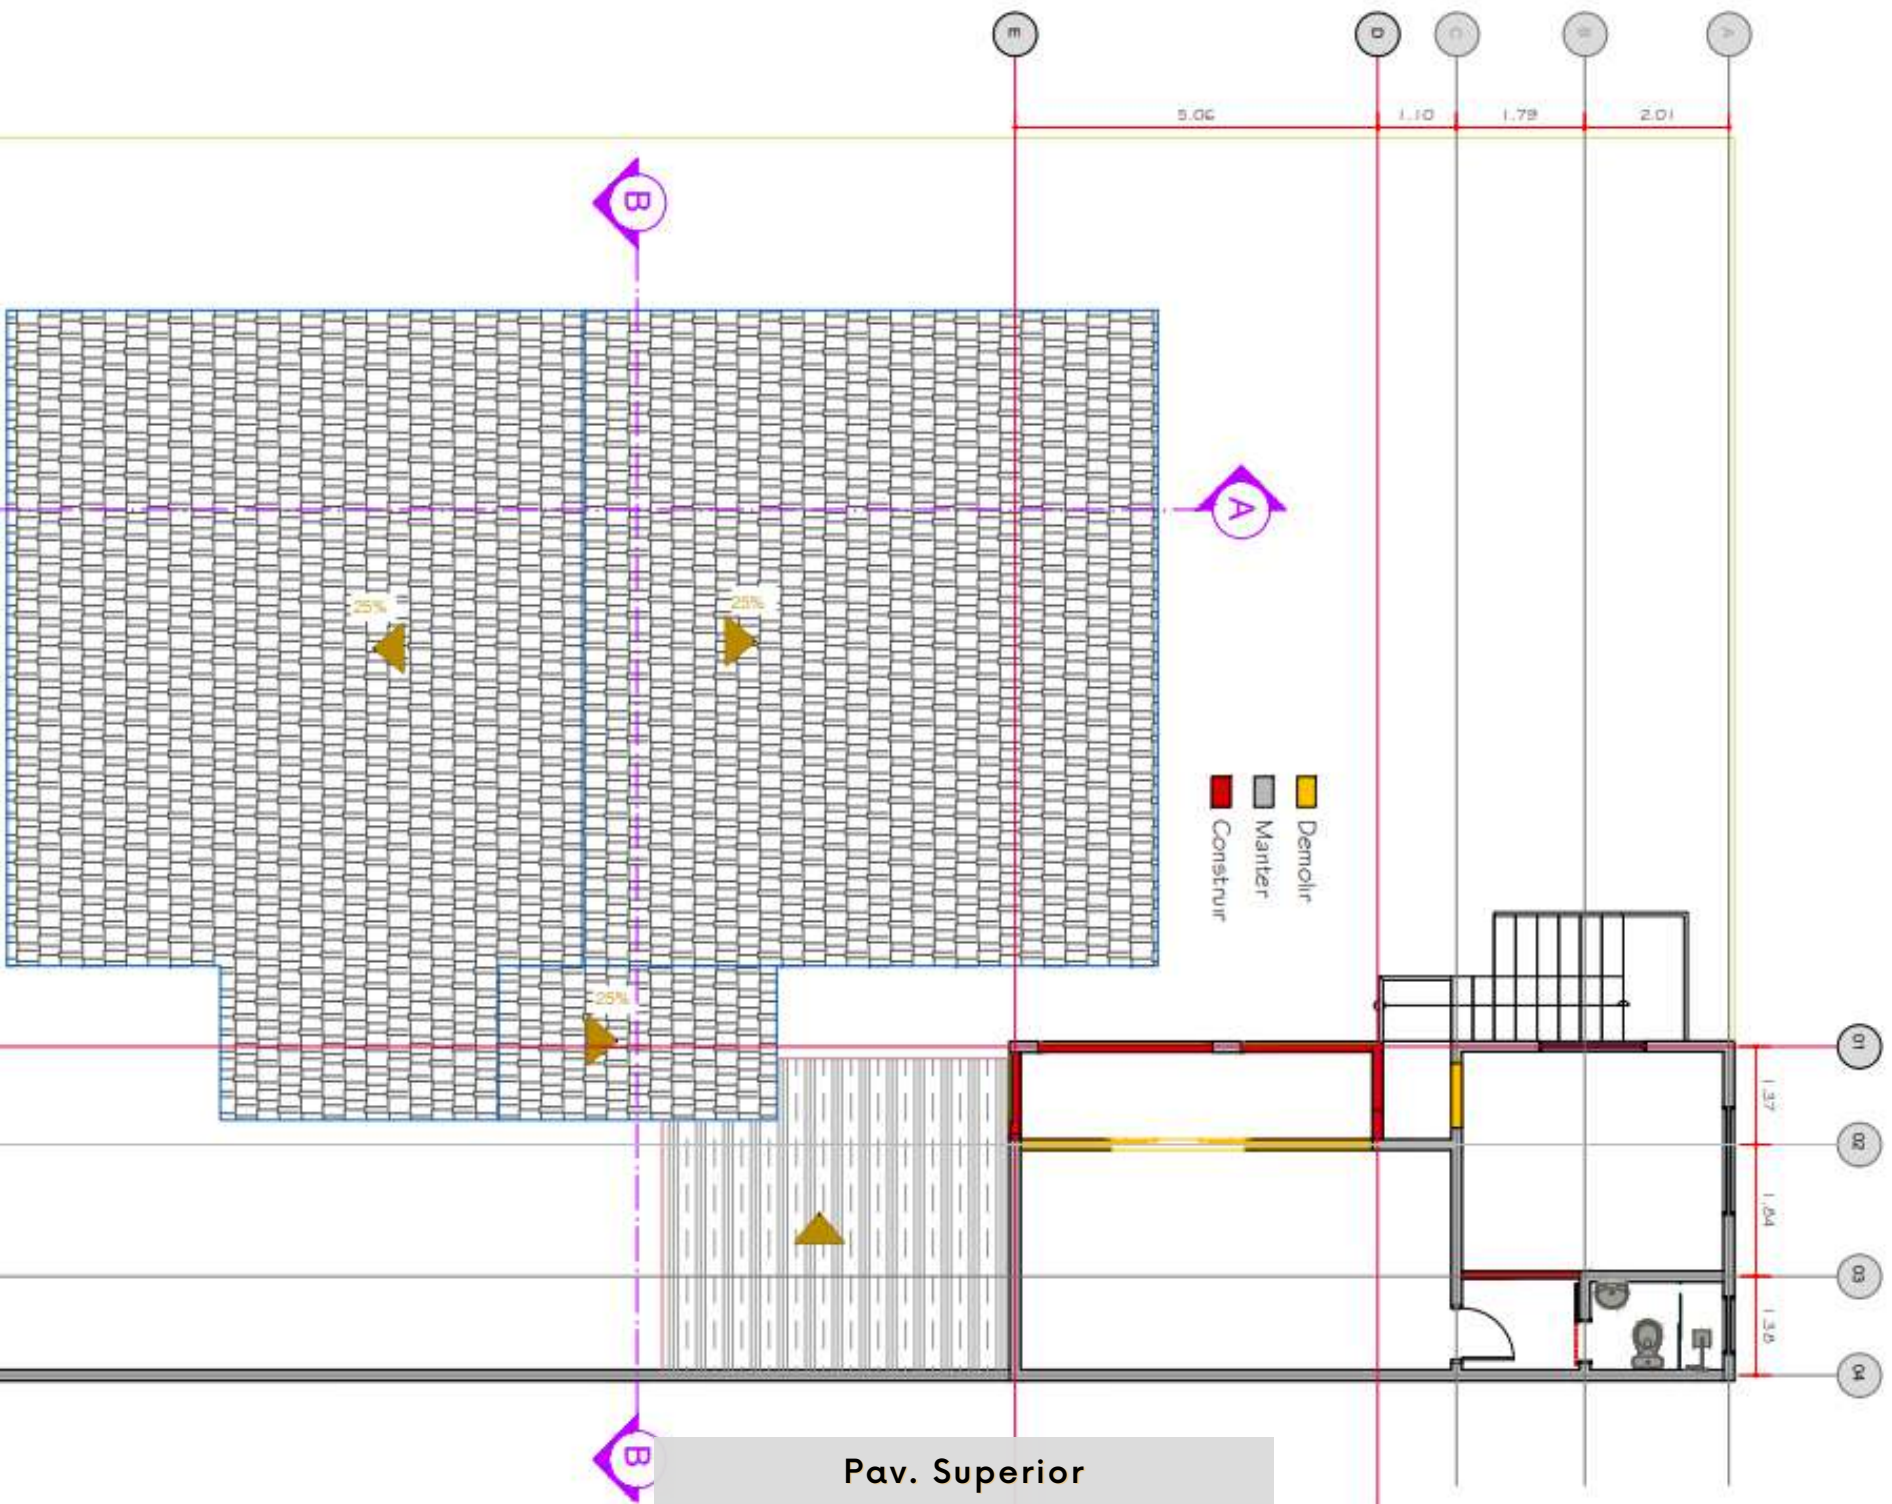 E
D
C
B
A
5.06
1.10
1.79
2.01
B
A
25%
25%
Demolir
Manter
Construir
25%
01
1.37
02
1.84
03
1.38
04
B
Pav. Superior